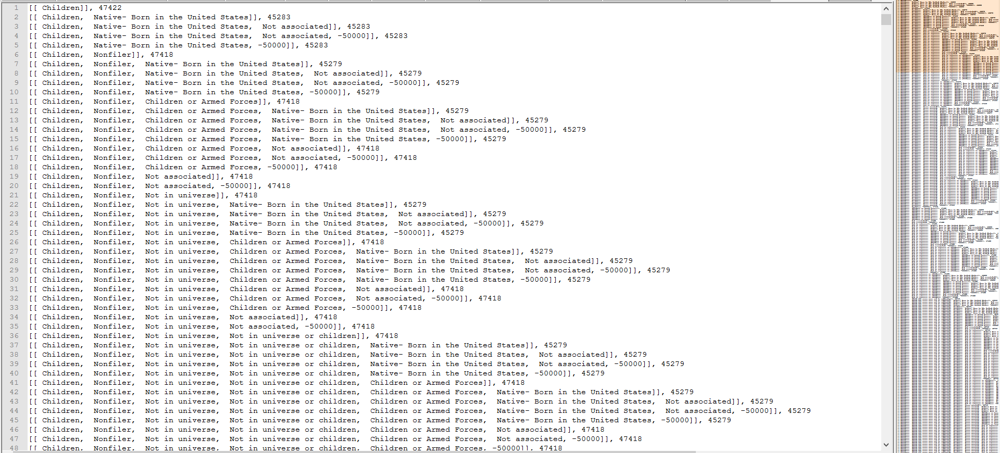 1 [[ Children]], 47422
2 [[ Children,  Native- Born in the United States]], 45283
3 [[ Children,  Native- Born in the United States,  Not associated]], 45283
4 [[ Children,  Native- Born in the United States,  Not associated, -50000]], 45283
5 [[ Children,  Native- Born in the United States, -50000]], 45283
6 [[ Children,  Nonfiler]], 47418
7 [[ Children,  Nonfiler,  Native- Born in the United States]], 45279
8 [[ Children,  Nonfiler,  Native- Born in the United States,  Not associated]], 45279
9 [[ Children,  Nonfiler,  Native- Born in the United States,  Not associated, -50000]], 45279
10 [[ Children,  Nonfiler,  Native- Born in the United States, -50000]], 45279
11 [[ Children,  Nonfiler,  Children or Armed Forces]], 47418
12 [[ Children,  Nonfiler,  Children or Armed Forces,  Native- Born in the United States]], 45279
13 [[ Children,  Nonfiler,  Children or Armed Forces,  Native- Born in the United States,  Not associated]], 45279
14 [[ Children,  Nonfiler,  Children or Armed Forces,  Native- Born in the United States,  Not associated, -50000]], 45279
15 [[ Children,  Nonfiler,  Children or Armed Forces,  Native- Born in the United States, -50000]], 45279
16 [[ Children,  Nonfiler,  Children or Armed Forces,  Not associated]], 47418
17 [[ Children,  Nonfiler,  Children or Armed Forces,  Not associated, -50000]], 47418
18 [[ Children,  Nonfiler,  Children or Armed Forces, -50000]], 47418
19 [[ Children,  Nonfiler,  Not associated]], 47418
20 [[ Children,  Nonfiler,  Not associated, -50000]], 47418
21 [[ Children,  Nonfiler,  Not in universe]], 47418
22 [[ Children,  Nonfiler,  Not in universe,  Native- Born in the United States]], 45279
23 [[ Children,  Nonfiler,  Not in universe,  Native- Born in the United States,  Not associated]], 45279
24 [[ Children,  Nonfiler,  Not in universe,  Native- Born in the United States,  Not associated, -50000]], 45279
25 [[ Children,  Nonfiler,  Not in universe,  Native- Born in the United States, -50000]], 45279
26 [[ Children,  Nonfiler,  Not in universe,  Children or Armed Forces]], 47418
27 [[ Children,  Nonfiler,  Not in universe,  Children or Armed Forces,  Native- Born in the United States]], 45279
28 [[ Children,  Nonfiler,  Not in universe,  Children or Armed Forces,  Native- Born in the United States,  Not associated]], 45279
29 [[ Children,  Nonfiler,  Not in universe,  Children or Armed Forces,  Native- Born in the United States,  Not associated, -50000]], 45279
30 [[ Children,  Nonfiler,  Not in universe,  Children or Armed Forces,  Native- Born in the United States, -50000]], 45279
31 [[ Children,  Nonfiler,  Not in universe,  Children or Armed Forces,  Not associated]], 47418
32 [[ Children,  Nonfiler,  Not in universe,  Children or Armed Forces,  Not associated, -50000]], 47418
33 [[ Children,  Nonfiler,  Not in universe,  Children or Armed Forces, -50000]], 47418
34 [[ Children,  Nonfiler,  Not in universe,  Not associated]], 47418
35 [[ Children,  Nonfiler,  Not in universe,  Not associated, -50000]], 47418
36 [[ Children,  Nonfiler,  Not in universe,  Not in universe or children]], 47418
37 [[ Children,  Nonfiler,  Not in universe,  Not in universe or children,  Native- Born in the United States]], 45279
38 [[ Children,  Nonfiler,  Not in universe,  Not in universe or children,  Native- Born in the United States,  Not associated]], 45279
39 [[ Children,  Nonfiler,  Not in universe,  Not in universe or children,  Native- Born in the United States,  Not associated, -50000]], 45279
40 [[ Children,  Nonfiler,  Not in universe,  Not in universe or children,  Native- Born in the United States, -50000]], 45279
41 [[ Children,  Nonfiler,  Not in universe,  Not in universe or children,  Children or Armed Forces]], 47418
42 [[ Children,  Nonfiler,  Not in universe,  Not in universe or children,  Children or Armed Forces,  Native- Born in the United States]], 45279
43 [[ Children,  Nonfiler,  Not in universe,  Not in universe or children,  Children or Armed Forces,  Native- Born in the United States,  Not associated]], 45279
44 [[ Children,  Nonfiler,  Not in universe,  Not in universe or children,  Children or Armed Forces,  Native- Born in the United States,  Not associated, -50000]], 45279
45 [[ Children,  Nonfiler,  Not in universe,  Not in universe or children,  Children or Armed Forces,  Native- Born in the United States, -50000]], 45279
46 [[ Children,  Nonfiler,  Not in universe,  Not in universe or children,  Children or Armed Forces,  Not associated]], 47418
47 [[ Children,  Nonfiler,  Not in universe,  Not in universe or children,  Children or Armed Forces,  Not associated, -50000]], 47418
48 [[ Children,  Nonfiler,  Not in universe,  Not in universe or children,  Children or Armed Forces, -50000]], 47418